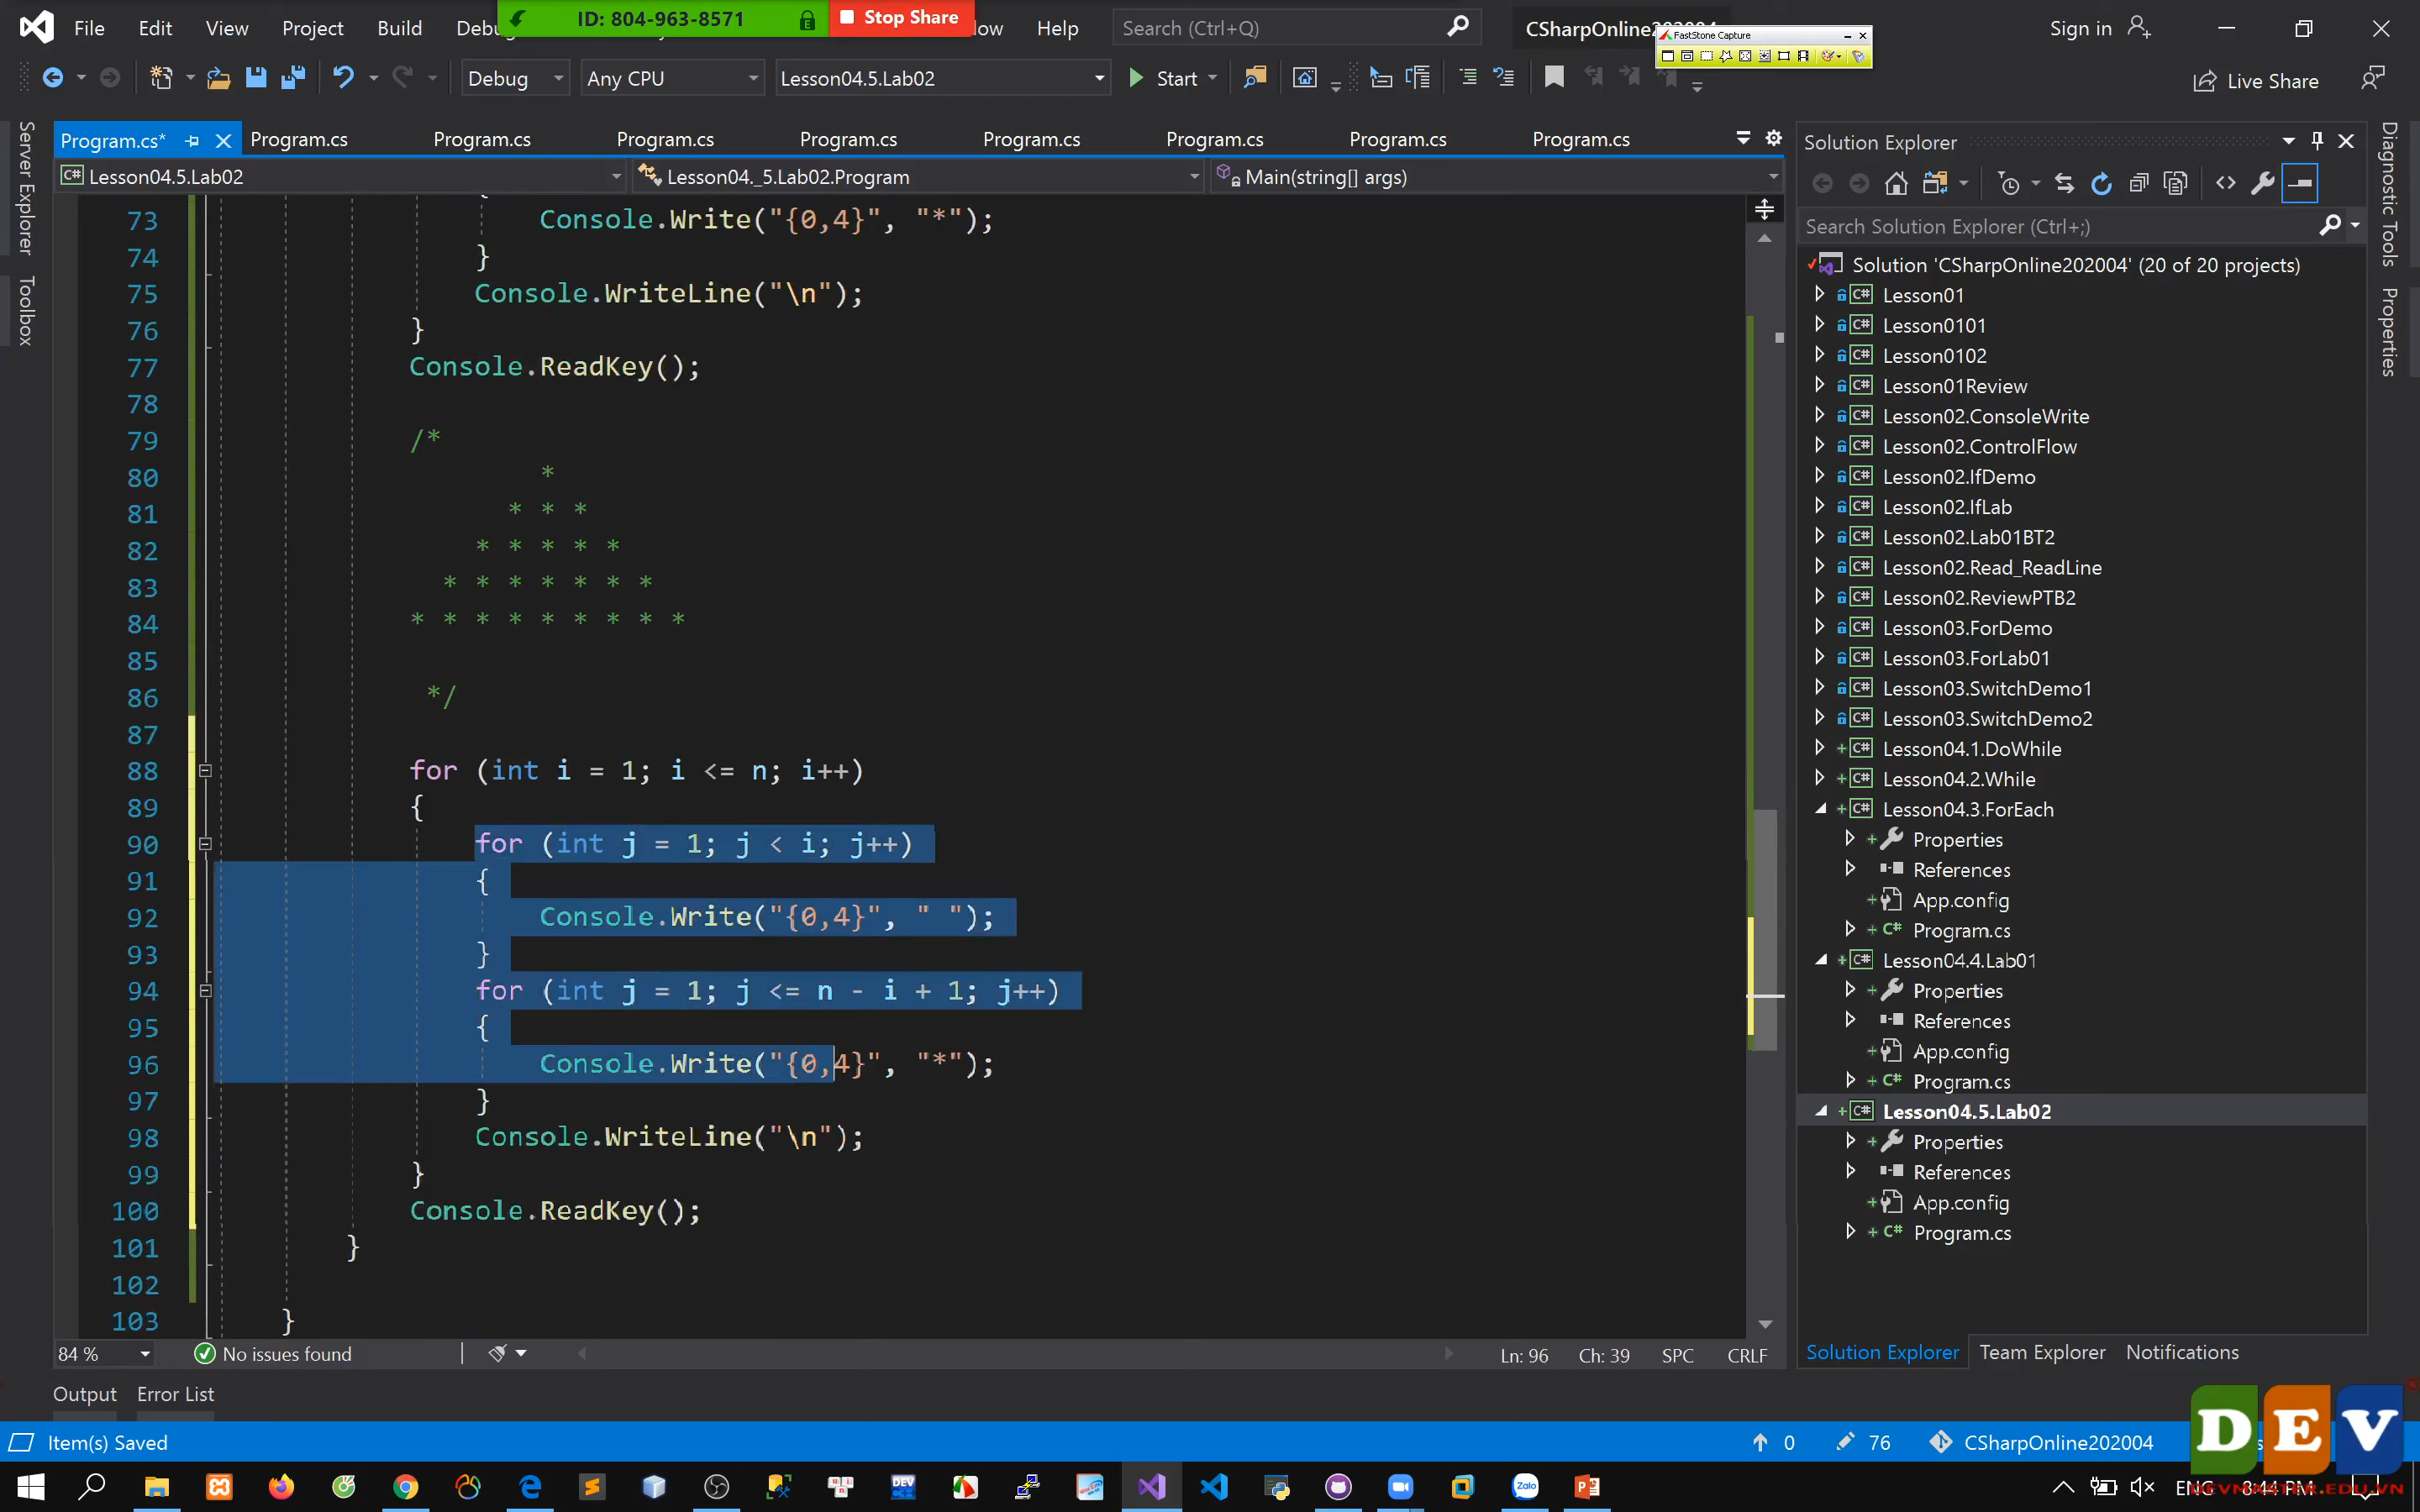 File Edit View Project Build Debug ID: 804-963-8571 Stop Share Help Search (Ctrl+Q) CSharpOnline202004 FastStone Capture Sign in
Debug Any CPU Lesson04.5.Lab02 Start Live Share
Server Explorer
Toolbox
Program.cs* Program.cs Program.cs Program.cs Program.cs Program.cs Program.cs Program.cs Program.cs
Lesson04.5.Lab02 Lesson04._5.Lab02.Program Main(string[] args)
73 Console.Write("{0,4}", "*");
74 }
75 Console.WriteLine("\n");
76 }
77 Console.ReadKey();
78
79 /*
80 *
81 * * *
82 * * * * *
83 * * * * * * *
84 * * * * * * * * *
85
86 */
87
88 for (int i = 1; i <= n; i++)
89 {
90 for (int j = 1; j < i; j++)
91 {
92 Console.Write("{0,4}", " ");
93 }
94 for (int j = 1; j <= n - i + 1; j++)
95 {
96 Console.Write("{0,4}", "*");
97 }
98 Console.WriteLine("\n");
99 }
100 Console.ReadKey();
101 }
102
103 }
84 % No issues found Ln: 96 Ch: 39 SPC CRLF
Output Error List
Solution Explorer
Search Solution Explorer (Ctrl+;)
Solution 'CSharpOnline202004' (20 of 20 projects)
C# Lesson01
C# Lesson0101
C# Lesson0102
C# Lesson01Review
C# Lesson02.ConsoleWrite
C# Lesson02.ControlFlow
C# Lesson02.IfDemo
C# Lesson02.IfLab
C# Lesson02.Lab01BT2
C# Lesson02.Read_ReadLine
C# Lesson02.ReviewPTB2
C# Lesson03.ForDemo
C# Lesson03.ForLab01
C# Lesson03.SwitchDemo1
C# Lesson03.SwitchDemo2
C# Lesson04.1.DoWhile
C# Lesson04.2.While
C# Lesson04.3.ForEach
Properties
References
App.config
C# Program.cs
C# Lesson04.4.Lab01
Properties
References
App.config
C# Program.cs
C# Lesson04.5.Lab02
Properties
References
App.config
C# Program.cs
Solution Explorer Team Explorer Notifications
Diagnostic Tools
Properties
Item(s) Saved 0 76 CSharpOnline202004
DEV
ENG 8:44 PM
DEVMASTER.EDU.VN